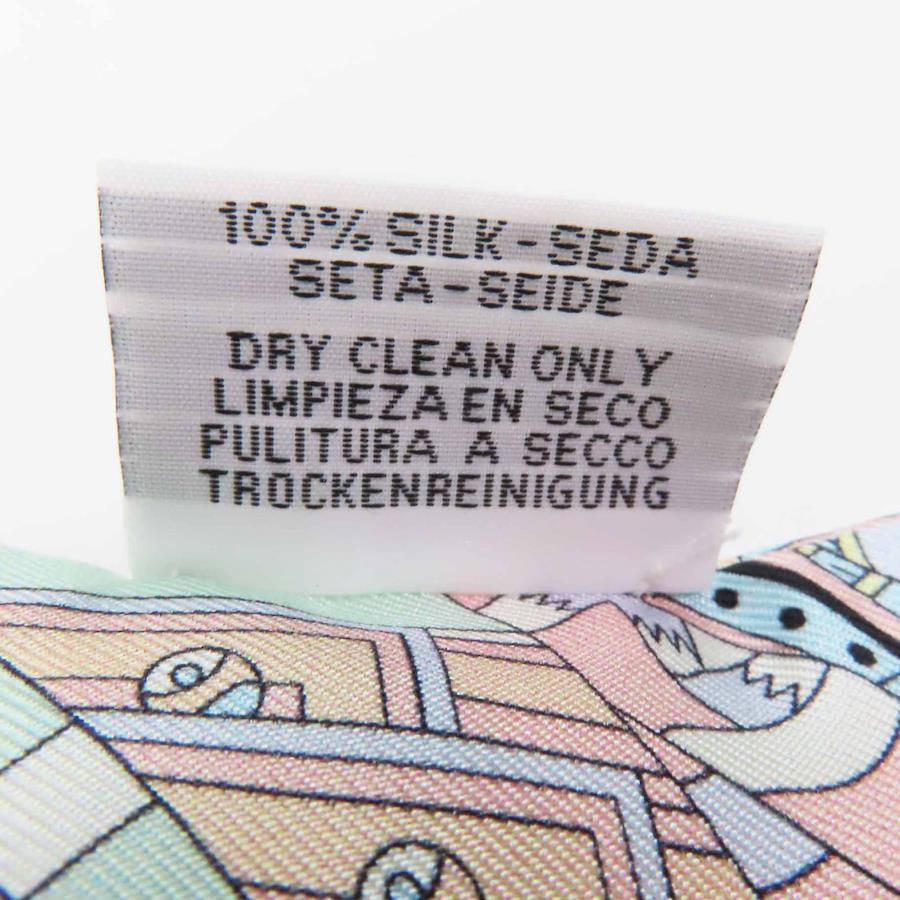 100% SILK - SEDA
SETA - SEIDE
DRY CLEAN ONLY
LIMPIEZA EN SECO
PULITURA A SECCO
TROCKENREINIGUNG